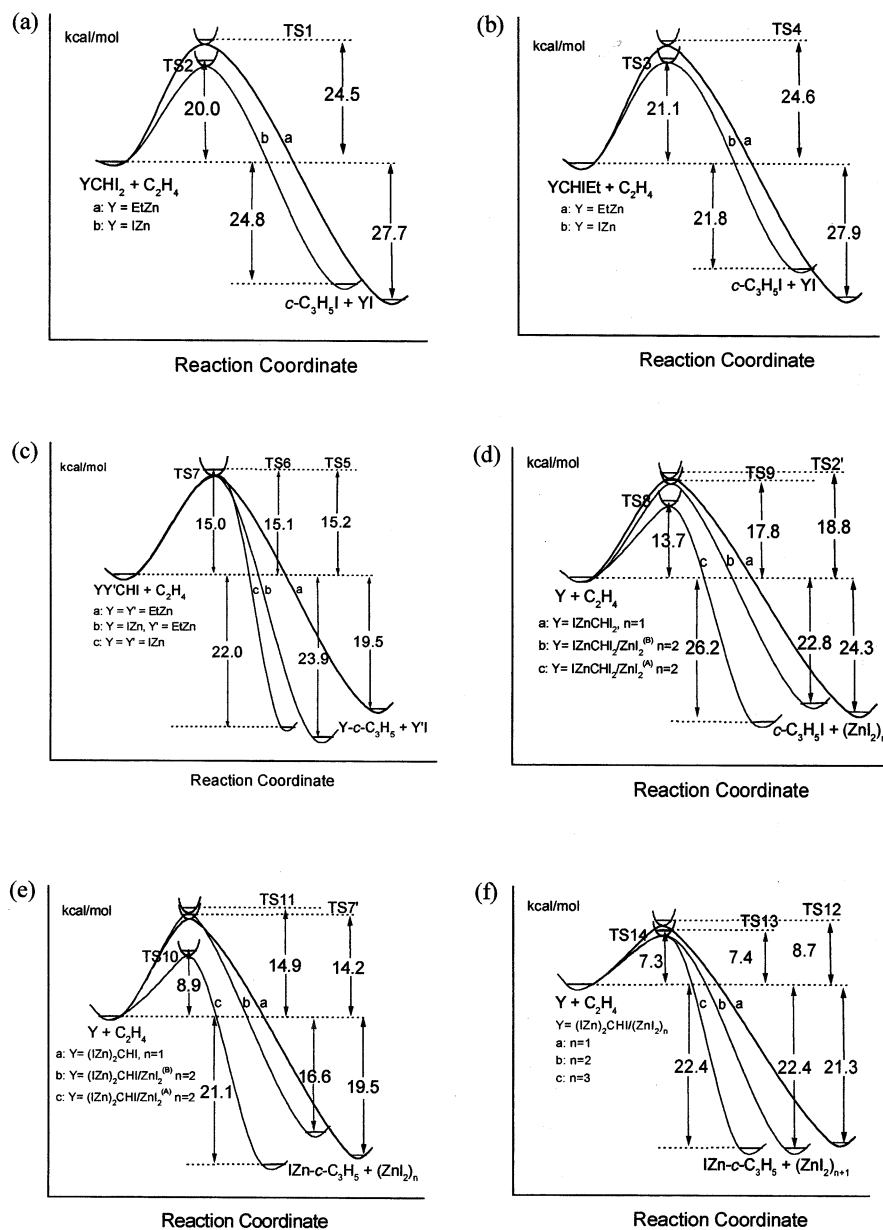 (a)
kcal/mol
TS1
TS2
24.5
20.0
b a
YCHI2 + C2H4
a: Y = EtZn
b: Y = IZn
24.8
27.7
c-C3H5I + YI
Reaction Coordinate
(b)
kcal/mol
TS4
TS3
24.6
21.1
b a
YCHIEt + C2H4
a: Y = EtZn
b: Y = IZn
21.8
27.9
c-C3H5I + YI
Reaction Coordinate
(c)
kcal/mol
TS7 TS6 TS5
15.0 15.1 15.2
YY'CHI + C2H4
c b a
a: Y = Y' = EtZn
b: Y = IZn, Y' = EtZn
c: Y = Y' = IZn
22.0 23.9 19.5
Y-c-C3H5 + Y'I
Reaction Coordinate
(d)
kcal/mol
TS2'
TS9
TS8
13.7 17.8 18.8
c b a
Y + C2H4
a: Y= IZnCHI2, n=1
b: Y= IZnCHI2/ZnI2(B) n=2
c: Y= IZnCHI2/ZnI2(A) n=2
26.2 22.8 24.3
c-C3H5I + (ZnI2)n
Reaction Coordinate
(e)
kcal/mol
TS11
TS7'
TS10
8.9 14.9 14.2
c b a
Y + C2H4
a: Y= (IZn)2CHI, n=1
b: Y= (IZn)2CHI/ZnI2(B) n=2
c: Y= (IZn)2CHI/ZnI2(A) n=2
21.1 16.6 19.5
IZn-c-C3H5 + (ZnI2)n
Reaction Coordinate
(f)
kcal/mol
TS12
TS13
TS14
7.3 7.4 8.7
c b a
Y + C2H4
Y= (IZn)2CHI/(ZnI2)n
a: n=1
b: n=2
c: n=3
22.4 22.4 21.3
IZn-c-C3H5 + (ZnI2)n+1
Reaction Coordinate